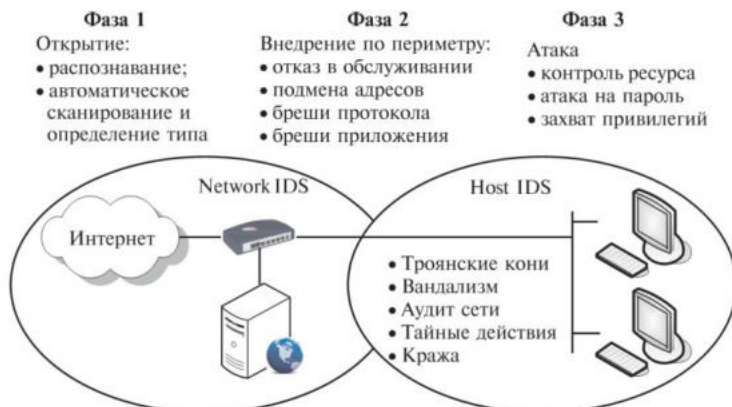 Фаза 1
Открытие:
• распознавание;
• автоматическое
сканирование и
определение типа
Фаза 2
Внедрение по периметру:
• отказ в обслуживании
• подмена адресов
• бреши протокола
• бреши приложения
Фаза 3
Атака
• контроль ресурса
• атака на пароль
• захват привилегий
Network IDS
Host IDS
Интернет
• Троянские кони
• Вандализм
• Аудит сети
• Тайные действия
• Кража